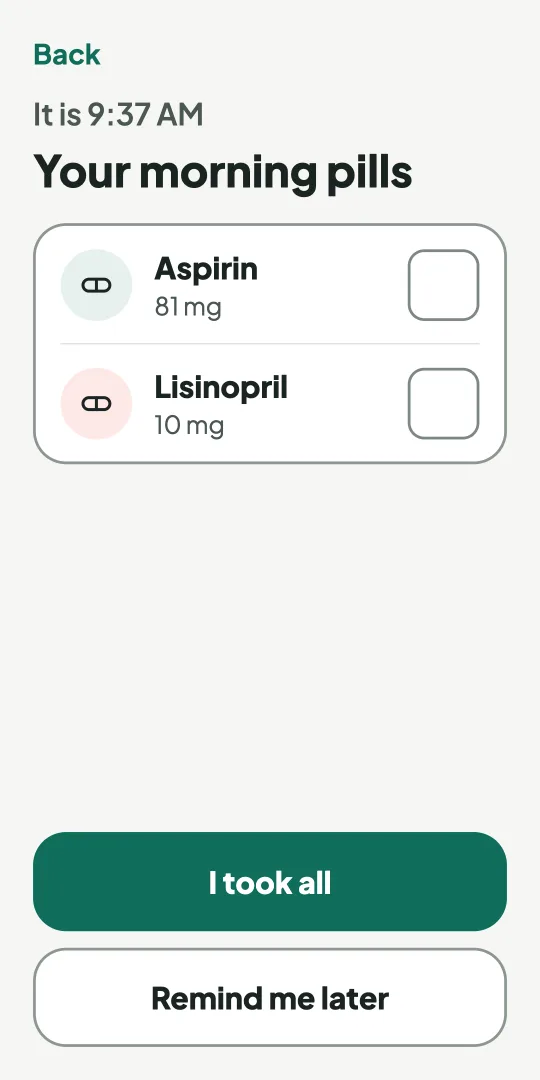 Back
It is 9:37 AM
Your morning pills
Aspirin
81 mg
Lisinopril
10 mg
I took all
Remind me later